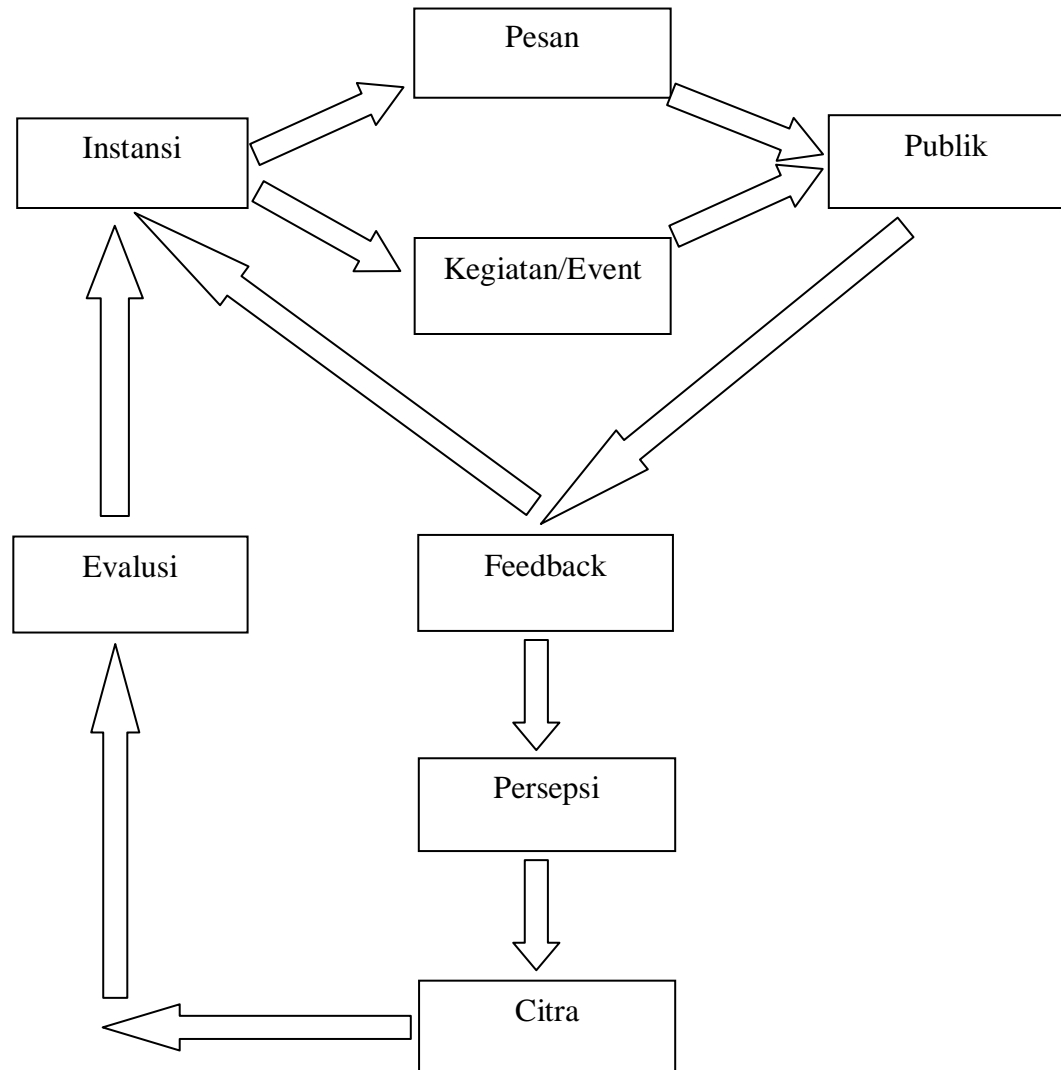 Pesan
Instansi
Publik
Kegiatan/Event
Evalusi
Feedback
Persepsi
Citra